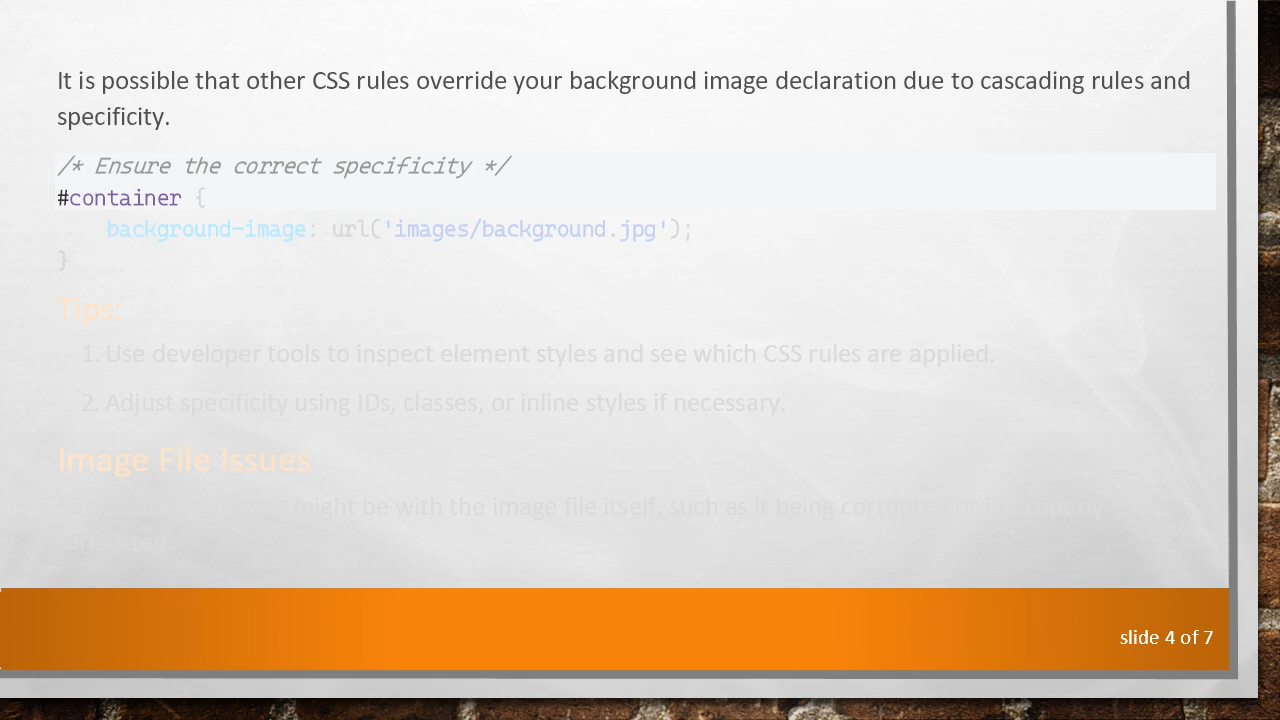 It is possible that other CSS rules override your background image declaration due to cascading rules and
specificity.
/* Ensure the correct specificity */
#container {
    background-image: url('images/background.jpg');
}
Tips:
1. Use developer tools to inspect element styles and see which CSS rules are applied.
2. Adjust specificity using IDs, classes, or inline styles if necessary.
Image File Issues
might be with the image file itself, such as it being corrupted or
slide 4 of 7